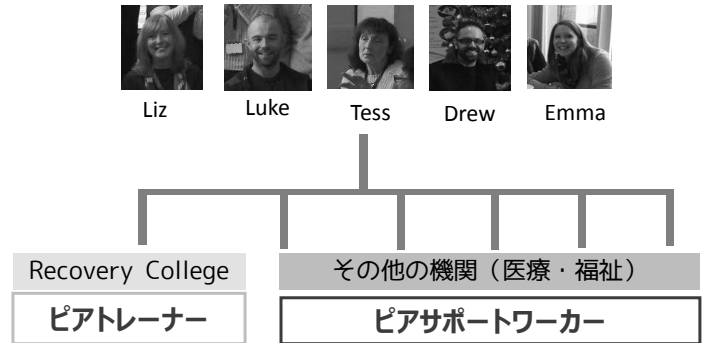 Liz Luke Tess Drew Emma
Recovery College
その他の機関（医療・福祉）
ピアトレーナー
ピアサポートワーカー